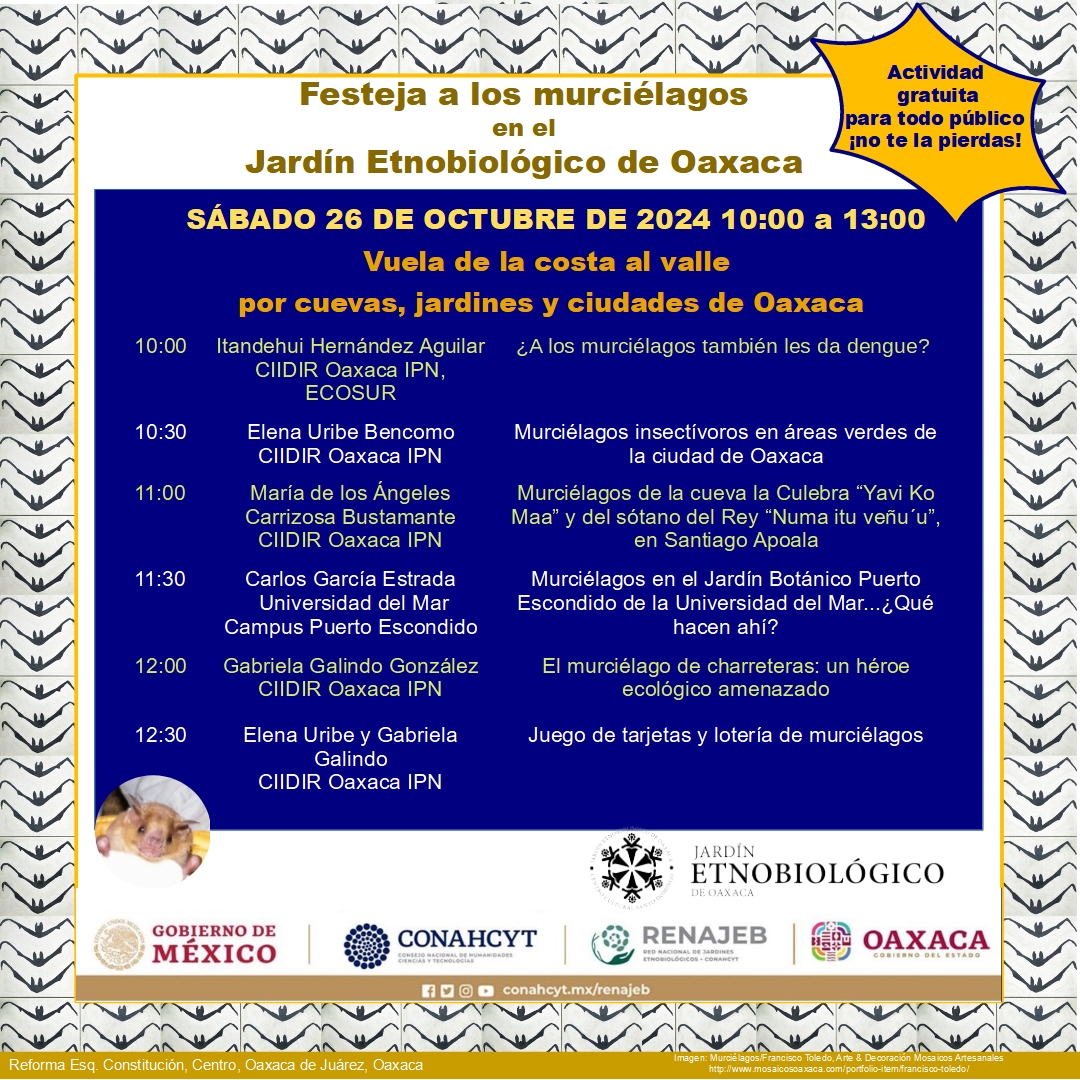 Actividad
gratuita
para todo público
¡no te la pierdas!
Festeja a los murciélagos
en el
Jardín Etnobiológico de Oaxaca
SÁBADO 26 DE OCTUBRE DE 2024 10:00 a 13:00
Vuela de la costa al valle
por cuevas, jardines y ciudades de Oaxaca
10:00 Itandehui Hernández Aguilar ¿A los murciélagos también les da dengue?
CIIDIR Oaxaca IPN,
ECOSUR
10:30 Elena Uribe Bencomo Murciélagos insectívoros en áreas verdes de
CIIDIR Oaxaca IPN la ciudad de Oaxaca
11:00 María de los Ángeles Murciélagos de la cueva la Culebra “Yavi Ko
Carrizosa Bustamante Maa” y del sótano del Rey “Numa itu veñu´u”,
CIIDIR Oaxaca IPN en Santiago Apoala
11:30 Carlos García Estrada Murciélagos en el Jardín Botánico Puerto
Universidad del Mar Escondido de la Universidad del Mar...¿Qué
Campus Puerto Escondido hacen ahí?
12:00 Gabriela Galindo González El murciélago de charreteras: un héroe
CIIDIR Oaxaca IPN ecológico amenazado
12:30 Elena Uribe y Gabriela Juego de tarjetas y lotería de murciélagos
Galindo
CIIDIR Oaxaca IPN
JARDÍN
ETNOBIOLÓGICO
DE OAXACA
GOBIERNO DE
MÉXICO
CONAHCYT
CONSEJO NACIONAL DE HUMANIDADES
CIENCIAS Y TECNOLOGÍAS
RENAJEB
RED NACIONAL DE JARDINES
ETNOBIOLÓGICOS • CONAHCYT
OAXACA
GOBIERNO DEL ESTADO
conahcyt.mx/renajeb
Reforma Esq. Constitución, Centro, Oaxaca de Juárez, Oaxaca
Imagen: Murciélagos/Francisco Toledo, Arte & Decoración Mosaicos Artesanales
http://www.mosaicosoaxaca.com/portfolio-item/francisco-toledo/